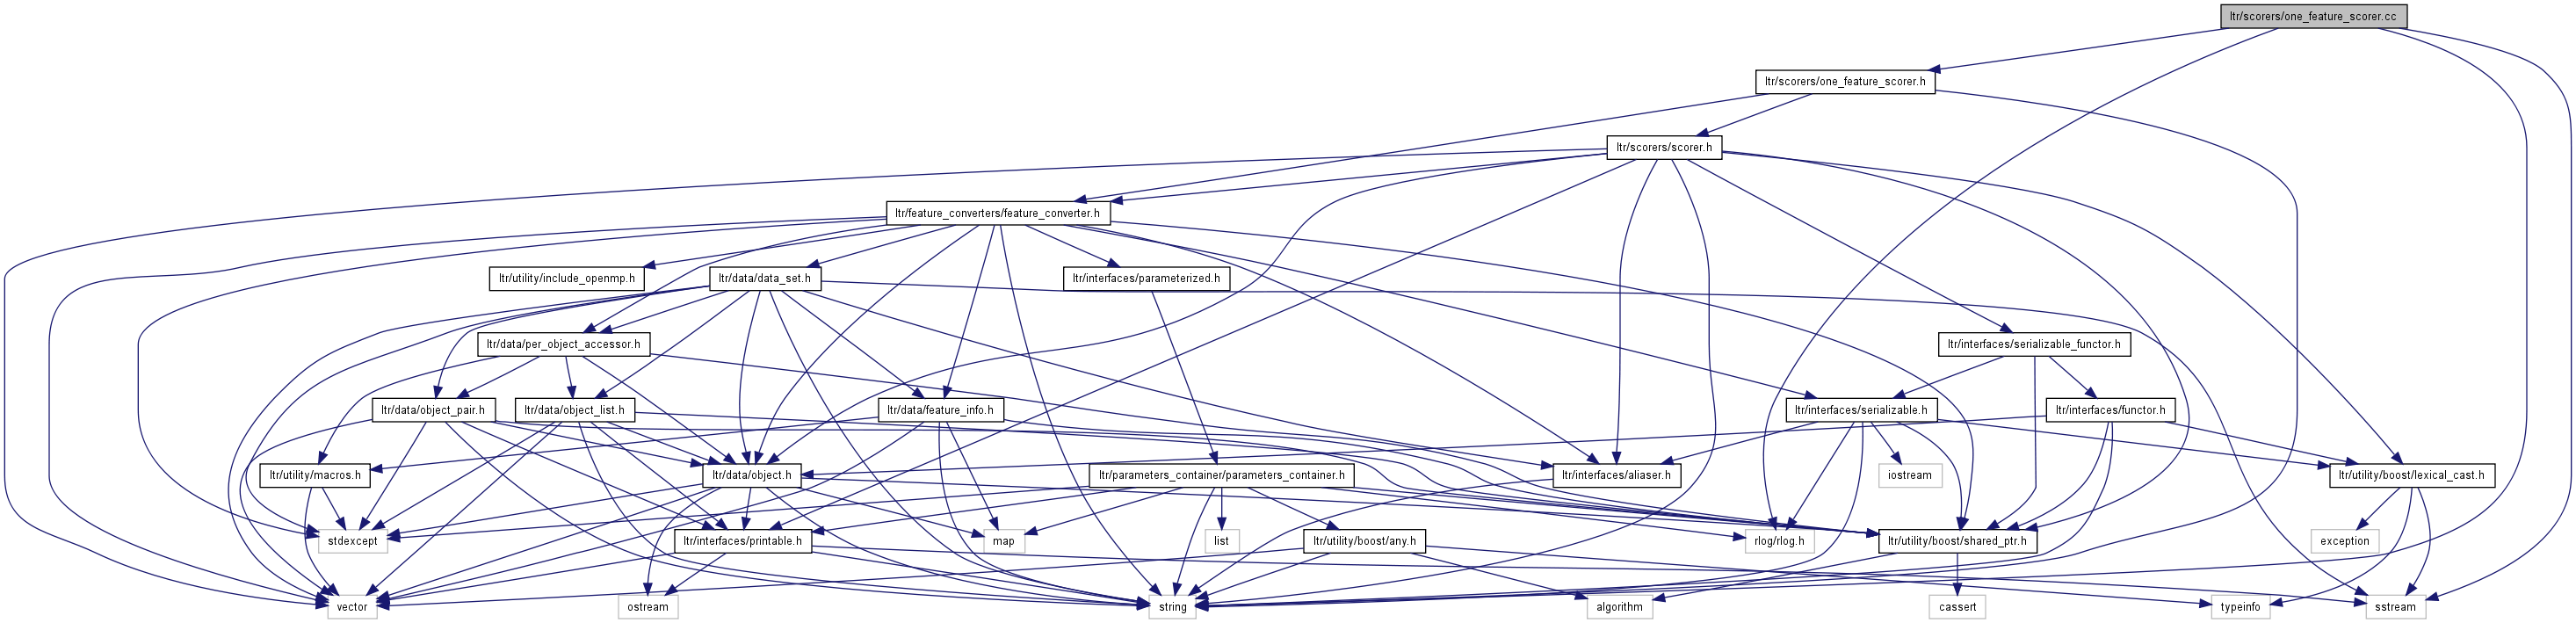 ltr/scorers/one_feature_scorer.cc
ltr/scorers/one_feature_scorer.h
ltr/scorers/scorer.h
ltr/feature_converters/feature_converter.h
ltr/utility/include_openmp.h
ltr/data/data_set.h
ltr/interfaces/parameterized.h
ltr/data/per_object_accessor.h
ltr/interfaces/serializable_functor.h
ltr/data/object_pair.h
ltr/data/object_list.h
ltr/data/feature_info.h
ltr/interfaces/serializable.h
ltr/interfaces/functor.h
ltr/utility/macros.h
ltr/data/object.h
ltr/parameters_container/parameters_container.h
ltr/interfaces/aliaser.h
iostream
ltr/utility/boost/lexical_cast.h
stdexcept
ltr/interfaces/printable.h
map
list
ltr/utility/boost/any.h
rlog/rlog.h
ltr/utility/boost/shared_ptr.h
exception
vector
ostream
string
algorithm
cassert
typeinfo
sstream